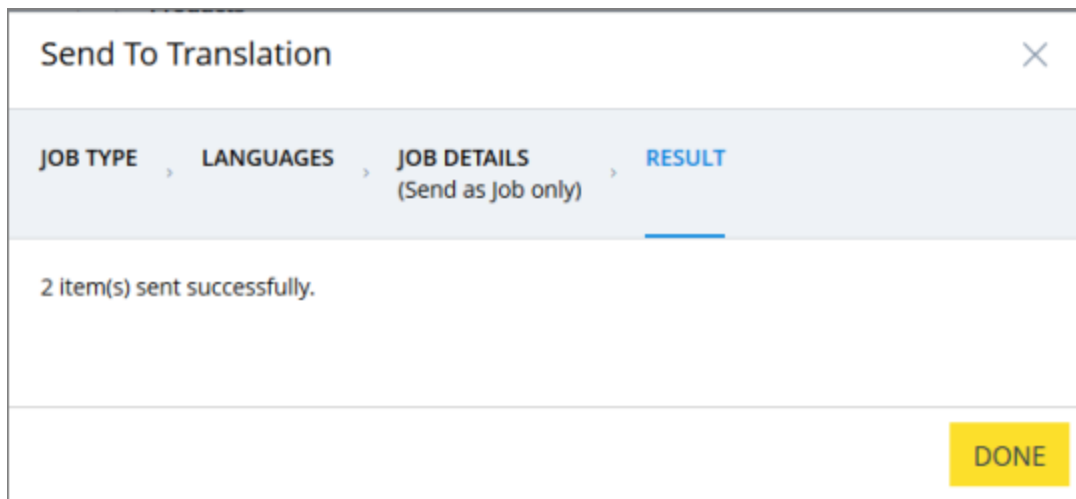 Send To Translation
JOB TYPE › LANGUAGES › JOB DETAILS › RESULT
(Send as Job only)
2 item(s) sent successfully.
DONE